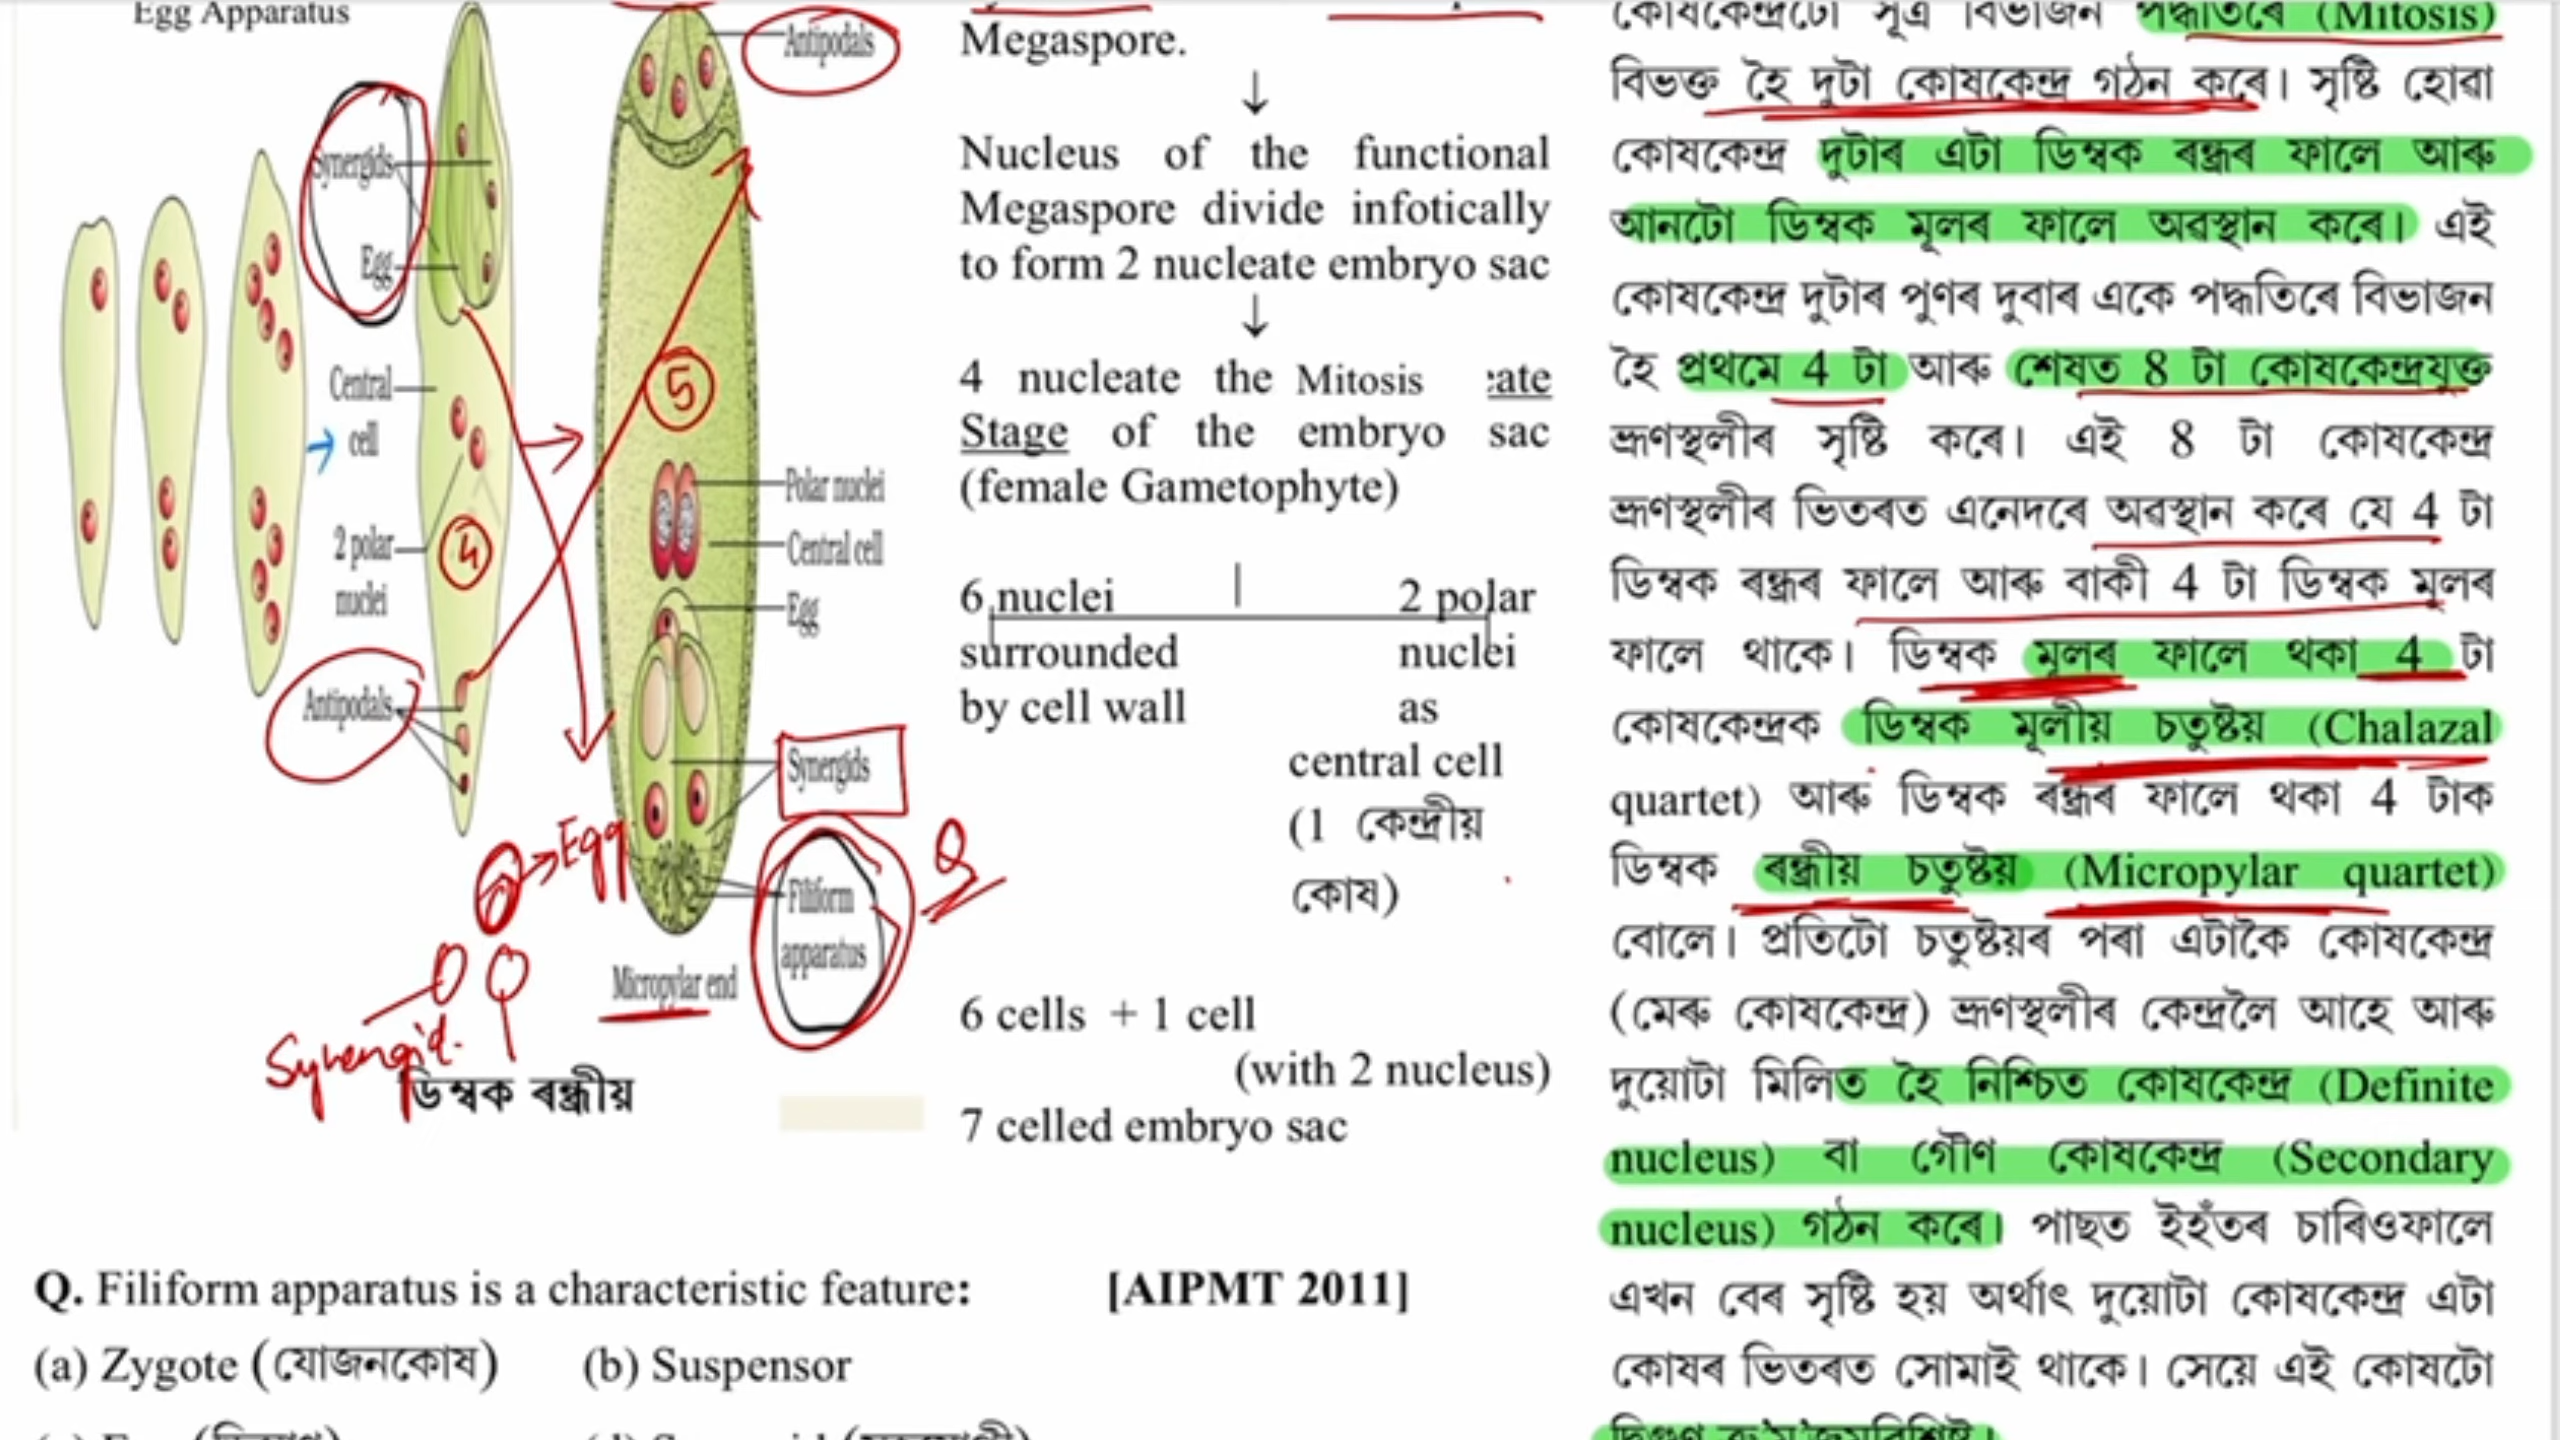 Egg Apparatus
Synergids
Egg
Central
cell
2 polar
nuclei
Antipodals
4
5
Antipodals
Polar nuclei
Central cell
Egg
Synergids
Filiform
apparatus
Micropylar end
Egg
Synergid.
Q
ডিম্বক ৰন্ধ্ৰীয়
Megaspore.
↓
Nucleus of the functional
Megaspore divide infotically
to form 2 nucleate embryo sac
↓
4 nucleate the Mitosis :ate
Stage of the embryo sac
(female Gametophyte)
6 nuclei 2 polar
surrounded nuclei
by cell wall as
central cell
(1 কেন্দ্ৰীয়
কোষ)
6 cells + 1 cell
(with 2 nucleus)
7 celled embryo sac
Q. Filiform apparatus is a characteristic feature: [AIPMT 2011]
(a) Zygote (যোজনকোষ) (b) Suspensor
কোষকেন্দ্ৰটো সূত্ৰ বিভাজন পদ্ধতিৰে (Mitosis)
বিভক্ত হৈ দুটা কোষকেন্দ্ৰ গঠন কৰে। সৃষ্টি হোৱা
কোষকেন্দ্ৰ দুটাৰ এটা ডিম্বক ৰন্ধ্ৰৰ ফালে আৰু
আনটো ডিম্বক মূলৰ ফালে অৱস্থান কৰে। এই
কোষকেন্দ্ৰ দুটাৰ পুণৰ দুবাৰ একে পদ্ধতিৰে বিভাজন
হৈ প্ৰথমে 4 টা আৰু শেষত 8 টা কোষকেন্দ্ৰযুক্ত
ভ্ৰূণস্থলীৰ সৃষ্টি কৰে। এই 8 টা কোষকেন্দ্ৰ
ভ্ৰূণস্থলীৰ ভিতৰত এনেদৰে অৱস্থান কৰে যে 4 টা
ডিম্বক ৰন্ধ্ৰৰ ফালে আৰু বাকী 4 টা ডিম্বক মূলৰ
ফালে থাকে। ডিম্বক মূলৰ ফালে থকা 4 টা
কোষকেন্দ্ৰক ডিম্বক মূলীয় চতুষ্টয় (Chalazal
quartet) আৰু ডিম্বক ৰন্ধ্ৰৰ ফালে থকা 4 টাক
ডিম্বক ৰন্ধ্ৰীয় চতুষ্টয় (Micropylar quartet)
বোলে। প্ৰতিটো চতুষ্টয়ৰ পৰা এটাকৈ কোষকেন্দ্ৰ
(মেৰু কোষকেন্দ্ৰ) ভ্ৰূণস্থলীৰ কেন্দ্ৰলৈ আহে আৰু
দুয়োটা মিলিত হৈ নিশ্চিত কোষকেন্দ্ৰ (Definite
nucleus) বা গৌণ কোষকেন্দ্ৰ (Secondary
nucleus) গঠন কৰে। পাছত ইহঁতৰ চাৰিওফালে
এখন বেৰ সৃষ্টি হয় অৰ্থাৎ দুয়োটা কোষকেন্দ্ৰ এটা
কোষৰ ভিতৰত সোমাই থাকে। সেয়ে এই কোষটো